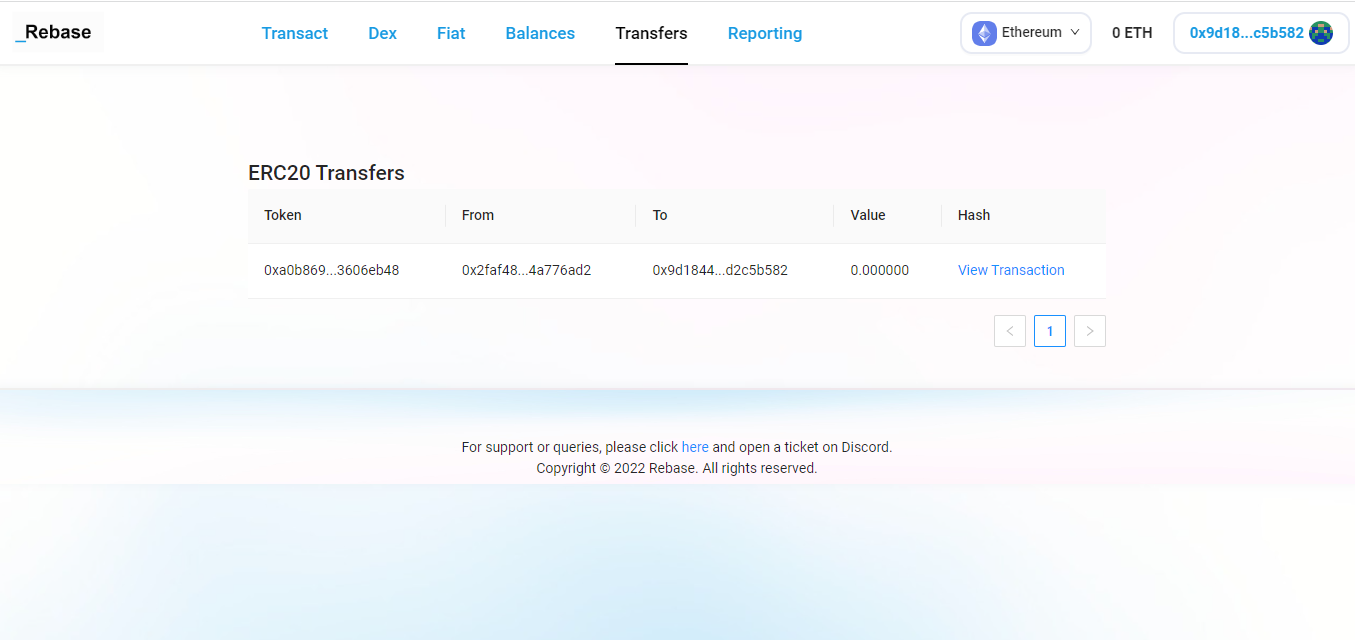 _Rebase
Transact Dex Fiat Balances Transfers Reporting
Ethereum 0 ETH 0x9d18...c5b582
ERC20 Transfers
Token From To Value Hash
0xa0b869...3606eb48 0x2faf48...4a776ad2 0x9d1844...d2c5b582 0.000000 View Transaction
< 1 >
For support or queries, please click here and open a ticket on Discord.
Copyright © 2022 Rebase. All rights reserved.